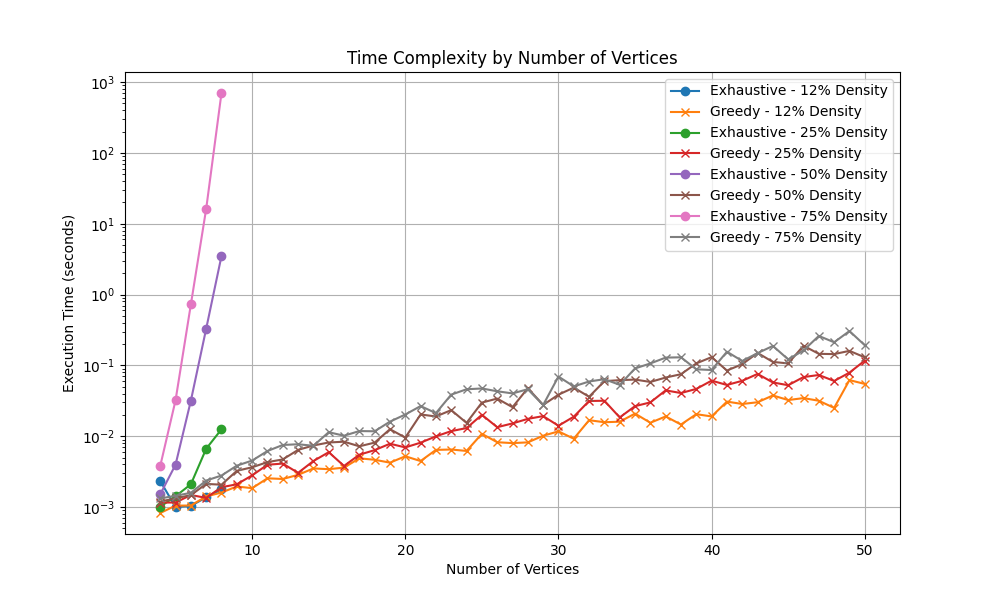 Time Complexity by Number of Vertices
Execution Time (seconds)
10³
10²
10¹
10⁰
10⁻¹
10⁻²
10⁻³
Exhaustive - 12% Density
Greedy - 12% Density
Exhaustive - 25% Density
Greedy - 25% Density
Exhaustive - 50% Density
Greedy - 50% Density
Exhaustive - 75% Density
Greedy - 75% Density
10 20 30 40 50
Number of Vertices